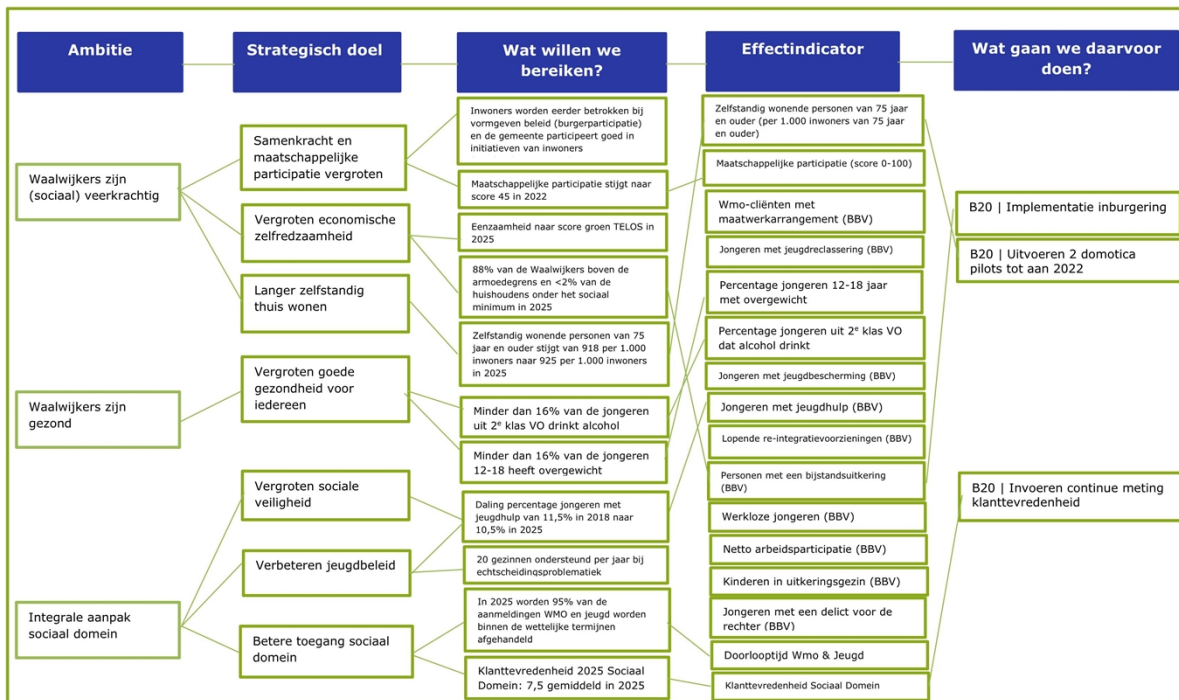 Ambitie
Strategisch doel
Wat willen we
bereiken?
Effectindicator
Wat gaan we daarvoor
doen?
Waalwijkers zijn
(sociaal) veerkrachtig
Waalwijkers zijn
gezond
Integrale aanpak
sociaal domein
Samenkracht en
maatschappelijke
participatie vergroten
Vergroten economische
zelfredzaamheid
Langer zelfstandig
thuis wonen
Vergroten goede
gezondheid voor
iedereen
Vergroten sociale
veiligheid
Verbeteren jeugdbeleid
Betere toegang sociaal
domein
Inwoners worden eerder betrokken bij
vormgeven beleid (burgerparticipatie)
en de gemeente participeert goed in
initiatieven van inwoners
Maatschappelijke participatie stijgt naar
score 45 in 2022
Eenzaamheid naar score groen TELOS in
2025
88% van de Waalwijkers boven de
armoedegrens en <2% van de
huishoudens onder het sociaal
minimum in 2025
Zelfstandig wonende personen van 75
jaar en ouder stijgt van 918 per 1.000
inwoners naar 925 per 1.000 inwoners
in 2025
Minder dan 16% van de jongeren
uit 2e klas VO drinkt alcohol
Minder dan 16% van de jongeren
12-18 heeft overgewicht
Daling percentage jongeren met
jeugdhulp van 11,5% in 2018 naar
10,5% in 2025
20 gezinnen ondersteund per jaar bij
echtscheidingsproblematiek
In 2025 worden 95% van de
aanmeldingen WMO en jeugd worden
binnen de wettelijke termijnen
afgehandeld
Klanttevredenheid 2025 Sociaal
Domein: 7,5 gemiddeld in 2025
Zelfstandig wonende personen van 75
jaar en ouder (per 1.000 inwoners van 75 jaar
en ouder)
Maatschappelijke participatie (score 0-100)
Wmo-cliënten met
maatwerkarrangement (BBV)
Jongeren met jeugdreclassering (BBV)
Percentage jongeren 12-18 jaar
met overgewicht
Percentage jongeren uit 2e klas VO
dat alcohol drinkt
Jongeren met jeugdbescherming (BBV)
Jongeren met jeugdhulp (BBV)
Lopende re-integratievoorzieningen (BBV)
Personen met een bijstandsuitkering
(BBV)
Werkloze jongeren (BBV)
Netto arbeidsparticipatie (BBV)
Kinderen in uitkeringsgezin (BBV)
Jongeren met een delict voor de
rechter (BBV)
Doorlooptijd Wmo & Jeugd
Klanttevredenheid Sociaal Domein
B20 | Implementatie inburgering
B20 | Uitvoeren 2 domotica
pilots tot aan 2022
B20 | Invoeren continue meting
klanttevredenheid